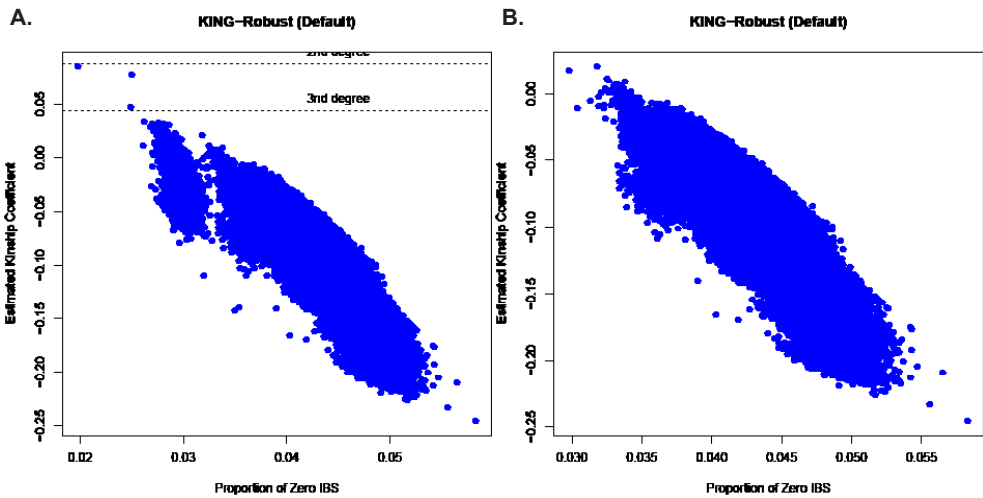 A.
KING-Robust (Default)
2nd degree
3nd degree
0.05
0.00
-0.05
-0.10
-0.15
-0.20
-0.25
Estimated Kinship Coefficient
0.02 0.03 0.04 0.05
Proportion of Zero IBS
B.
KING-Robust (Default)
0.00
-0.05
-0.10
-0.15
-0.20
-0.25
Estimated Kinship Coefficient
0.030 0.035 0.040 0.045 0.050 0.055
Proportion of Zero IBS